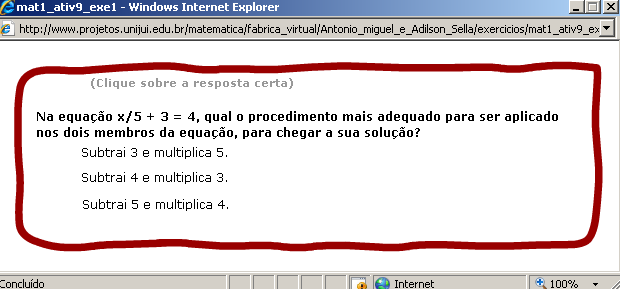 mat1_ativ9_exe1 - Windows Internet Explorer
http://www.projetos.unijui.edu.br/matematica/fabrica_virtual/Antonio_miguel_e_Adilson_Sella/exercicios/mat1_ativ9_ex
(Clique sobre a resposta certa)
Na equação x/5 + 3 = 4, qual o procedimento mais adequado para ser aplicado
nos dois membros da equação, para chegar a sua solução?
Subtrai 3 e multiplica 5.
Subtrai 4 e multiplica 3.
Subtrai 5 e multiplica 4.
Concluído Internet 100%